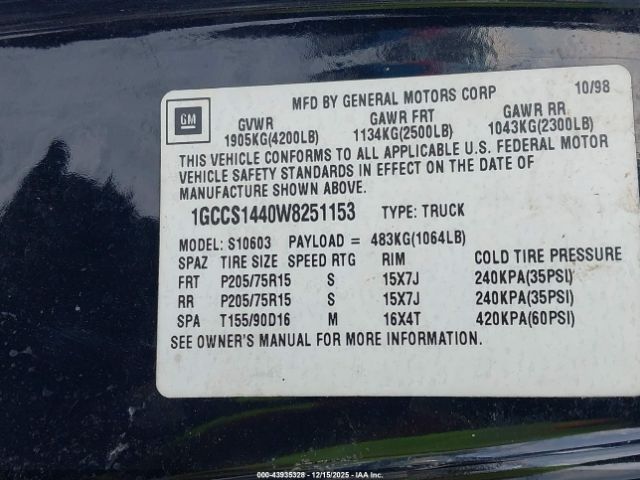 MFD BY GENERAL MOTORS CORP 10/98
GM
GVWR GAWR FRT GAWR RR
1905KG(4200LB) 1134KG(2500LB) 1043KG(2300LB)
THIS VEHICLE CONFORMS TO ALL APPLICABLE U.S. FEDERAL MOTOR
VEHICLE SAFETY STANDARDS IN EFFECT ON THE DATE OF
MANUFACTURE SHOWN ABOVE.
1GCCS1440W8251153 TYPE: TRUCK
MODEL: S10603 PAYLOAD = 483KG(1064LB)
SPAZ TIRE SIZE SPEED RTG RIM COLD TIRE PRESSURE
FRT P205/75R15 S 15X7J 240KPA(35PSI)
RR P205/75R15 S 15X7J 240KPA(35PSI)
SPA T155/90D16 M 16X4T 420KPA(60PSI)
SEE OWNER'S MANUAL FOR MORE INFORMATION.
000-43935328 - 12/15/2025 - IAA Inc.